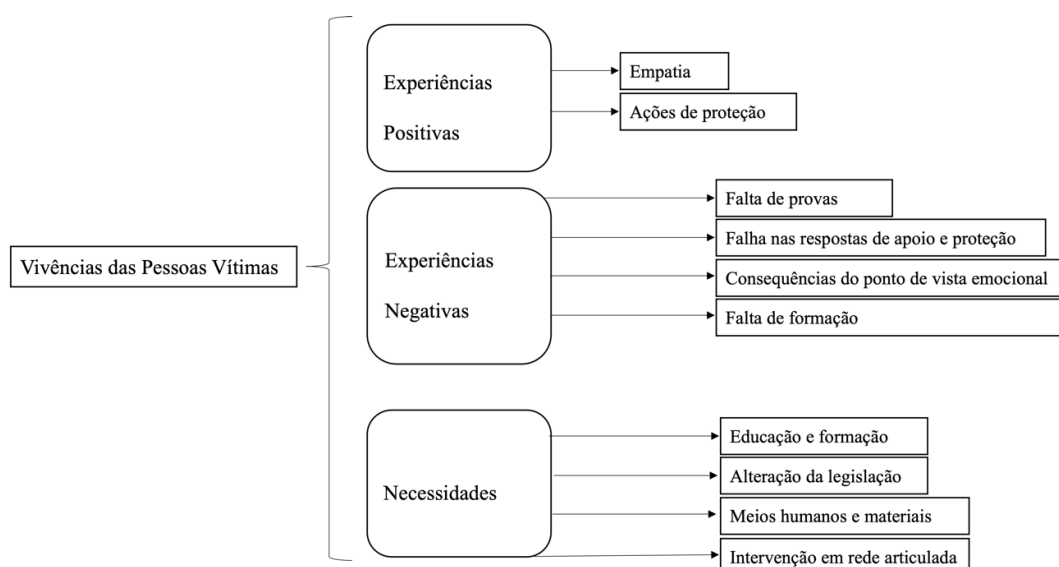 Vivências das Pessoas Vítimas
Experiências
Positivas
Empatia
Ações de proteção
Experiências
Negativas
Falta de provas
Falha nas respostas de apoio e proteção
Consequências do ponto de vista emocional
Falta de formação
Necessidades
Educação e formação
Alteração da legislação
Meios humanos e materiais
Intervenção em rede articulada